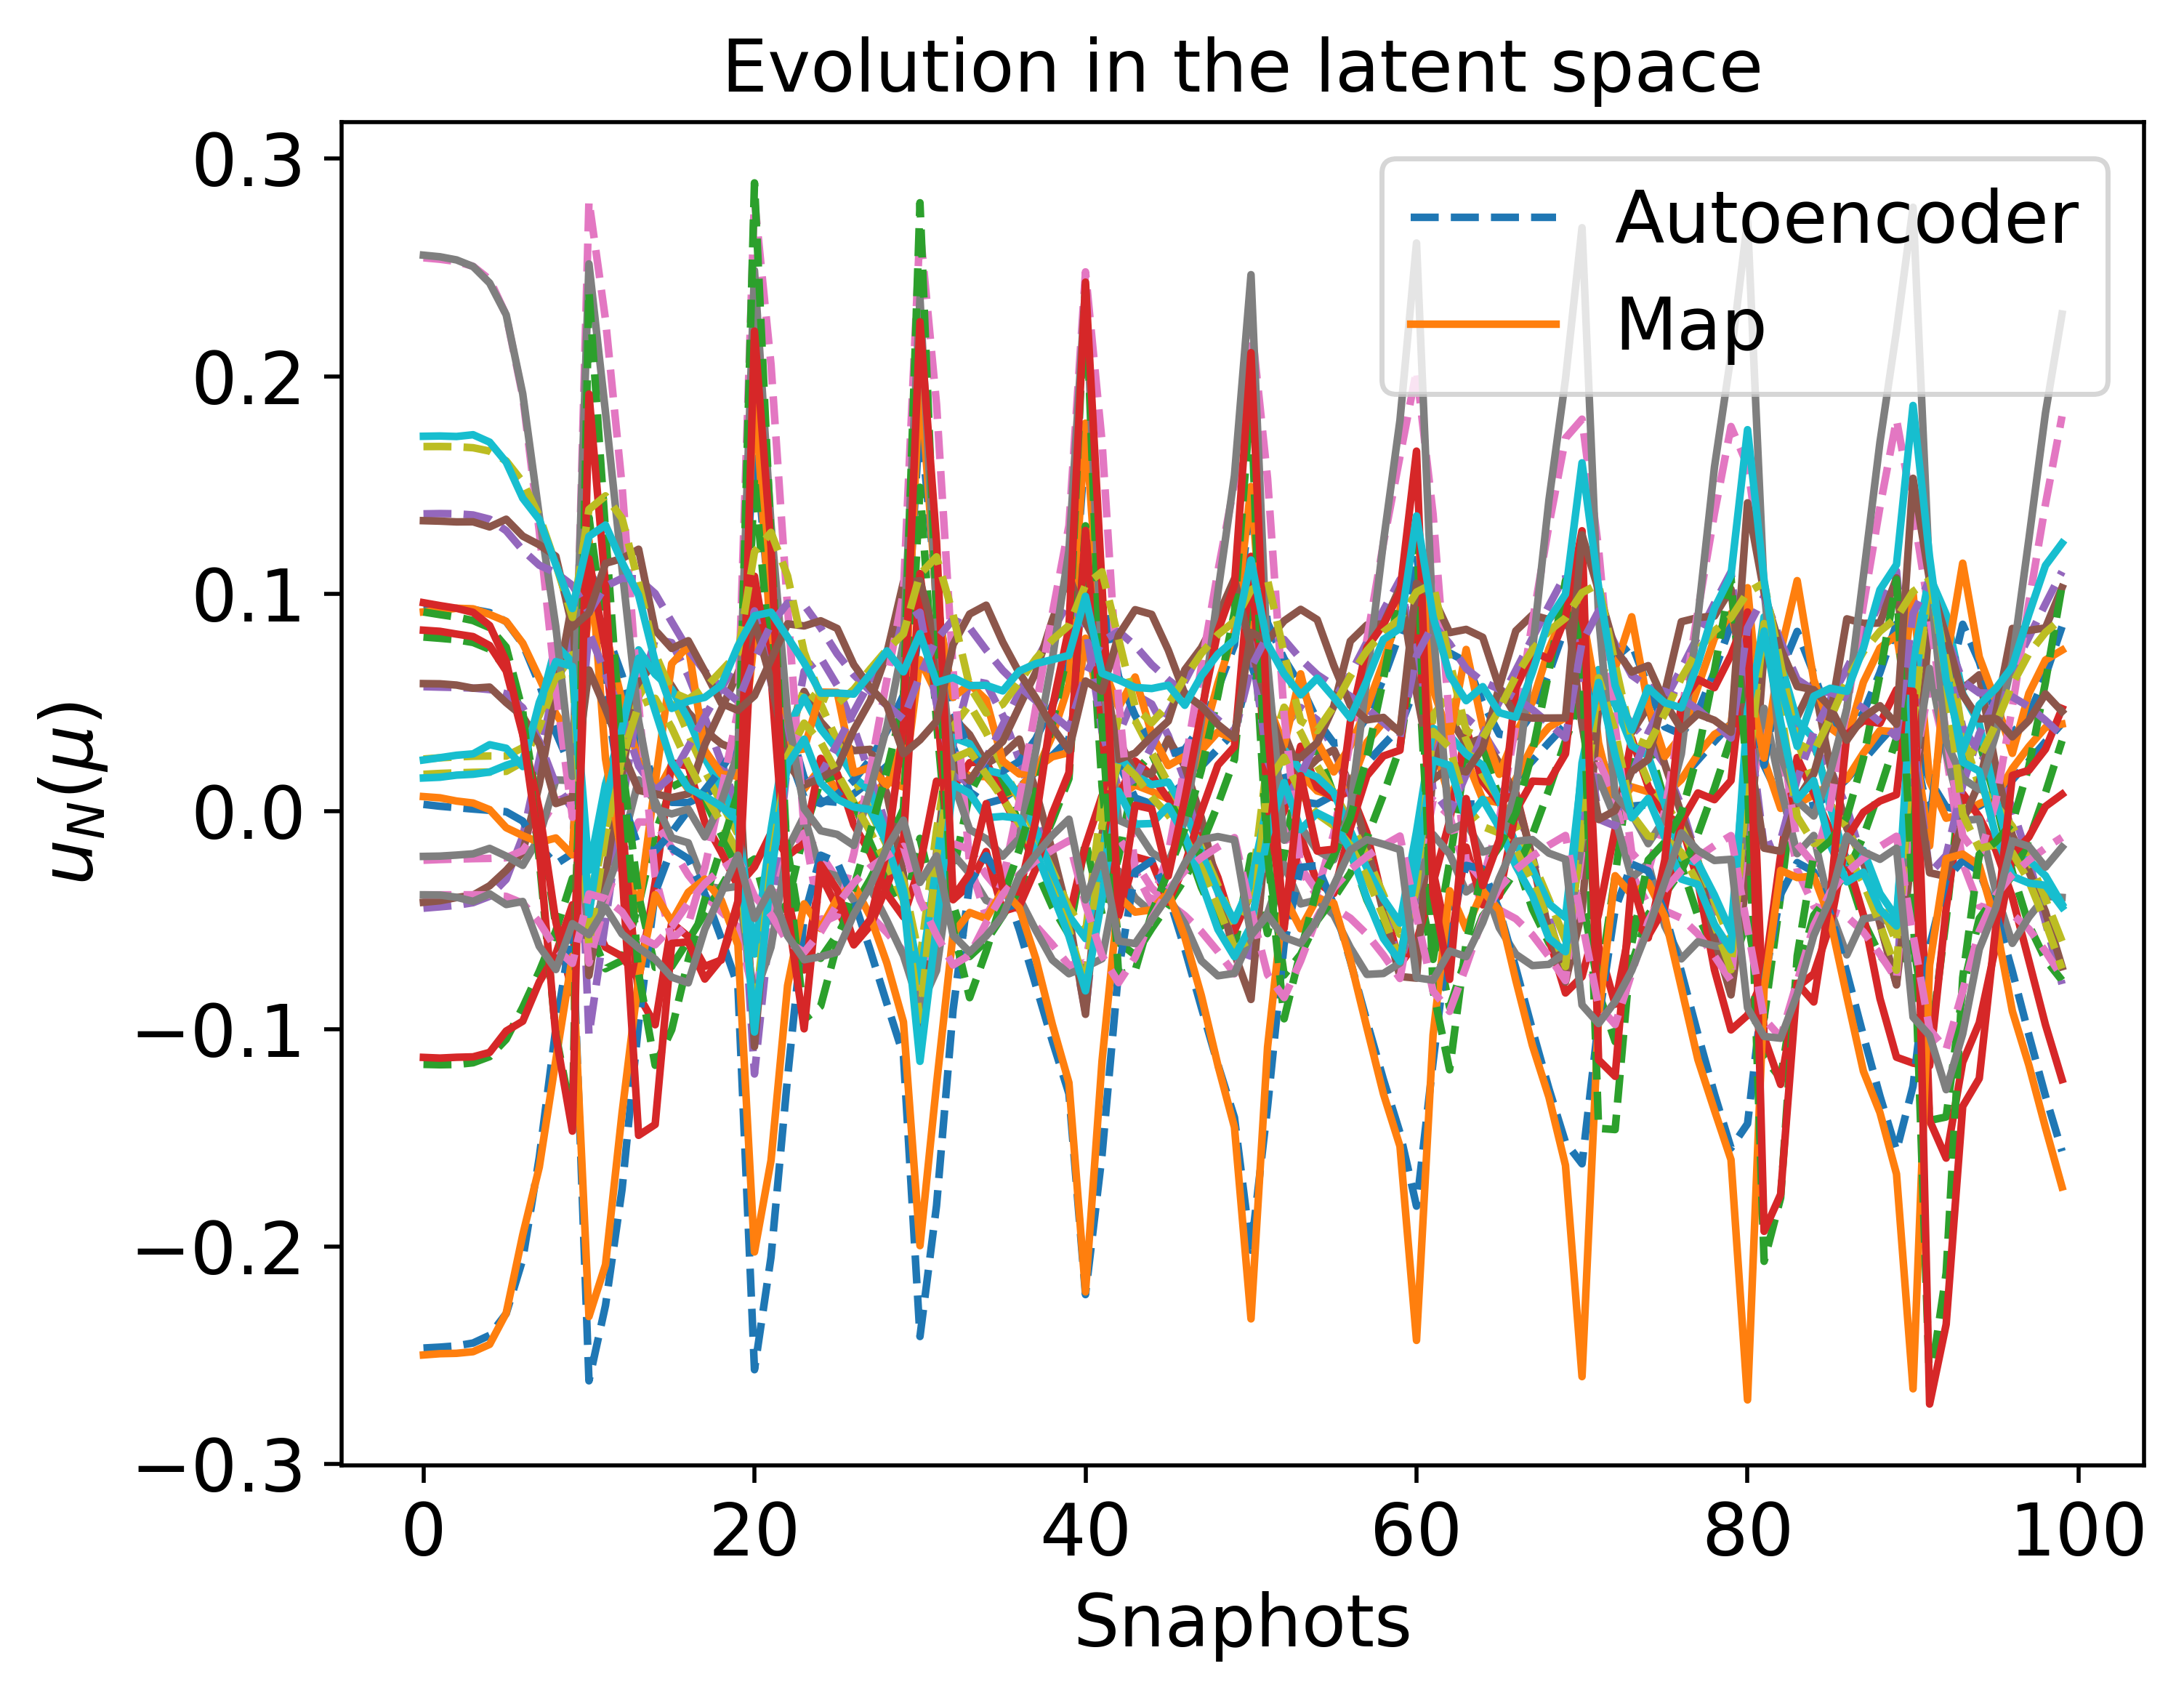 Evolution in the latent space
0.3
0.2
0.1
0.0
−0.1
−0.2
−0.3
u_N(μ)
Autoencoder
Map
0 20 40 60 80 100
Snaphots